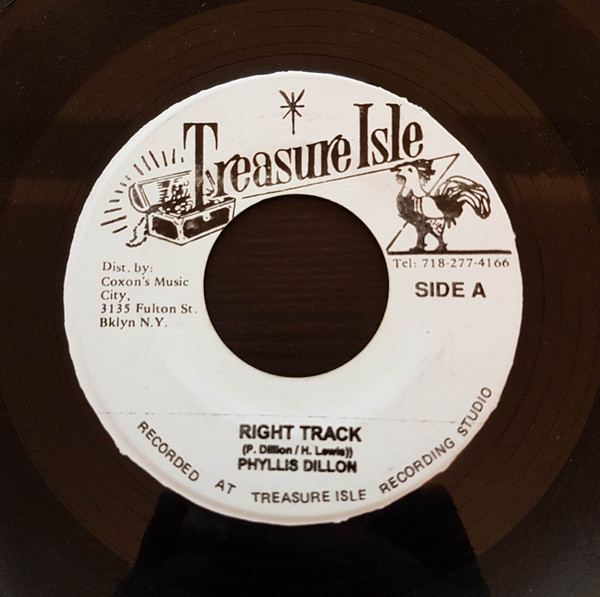 Treasure Isle
Dist. by:
Coxon's Music
City,
3135 Fulton St.
Bklyn N.Y.
Tel: 718-277-4166
SIDE A
RIGHT TRACK
(P. Dillion / H. Lewis))
PHYLLIS DILLON
RECORDED AT TREASURE ISLE RECORDING STUDIO